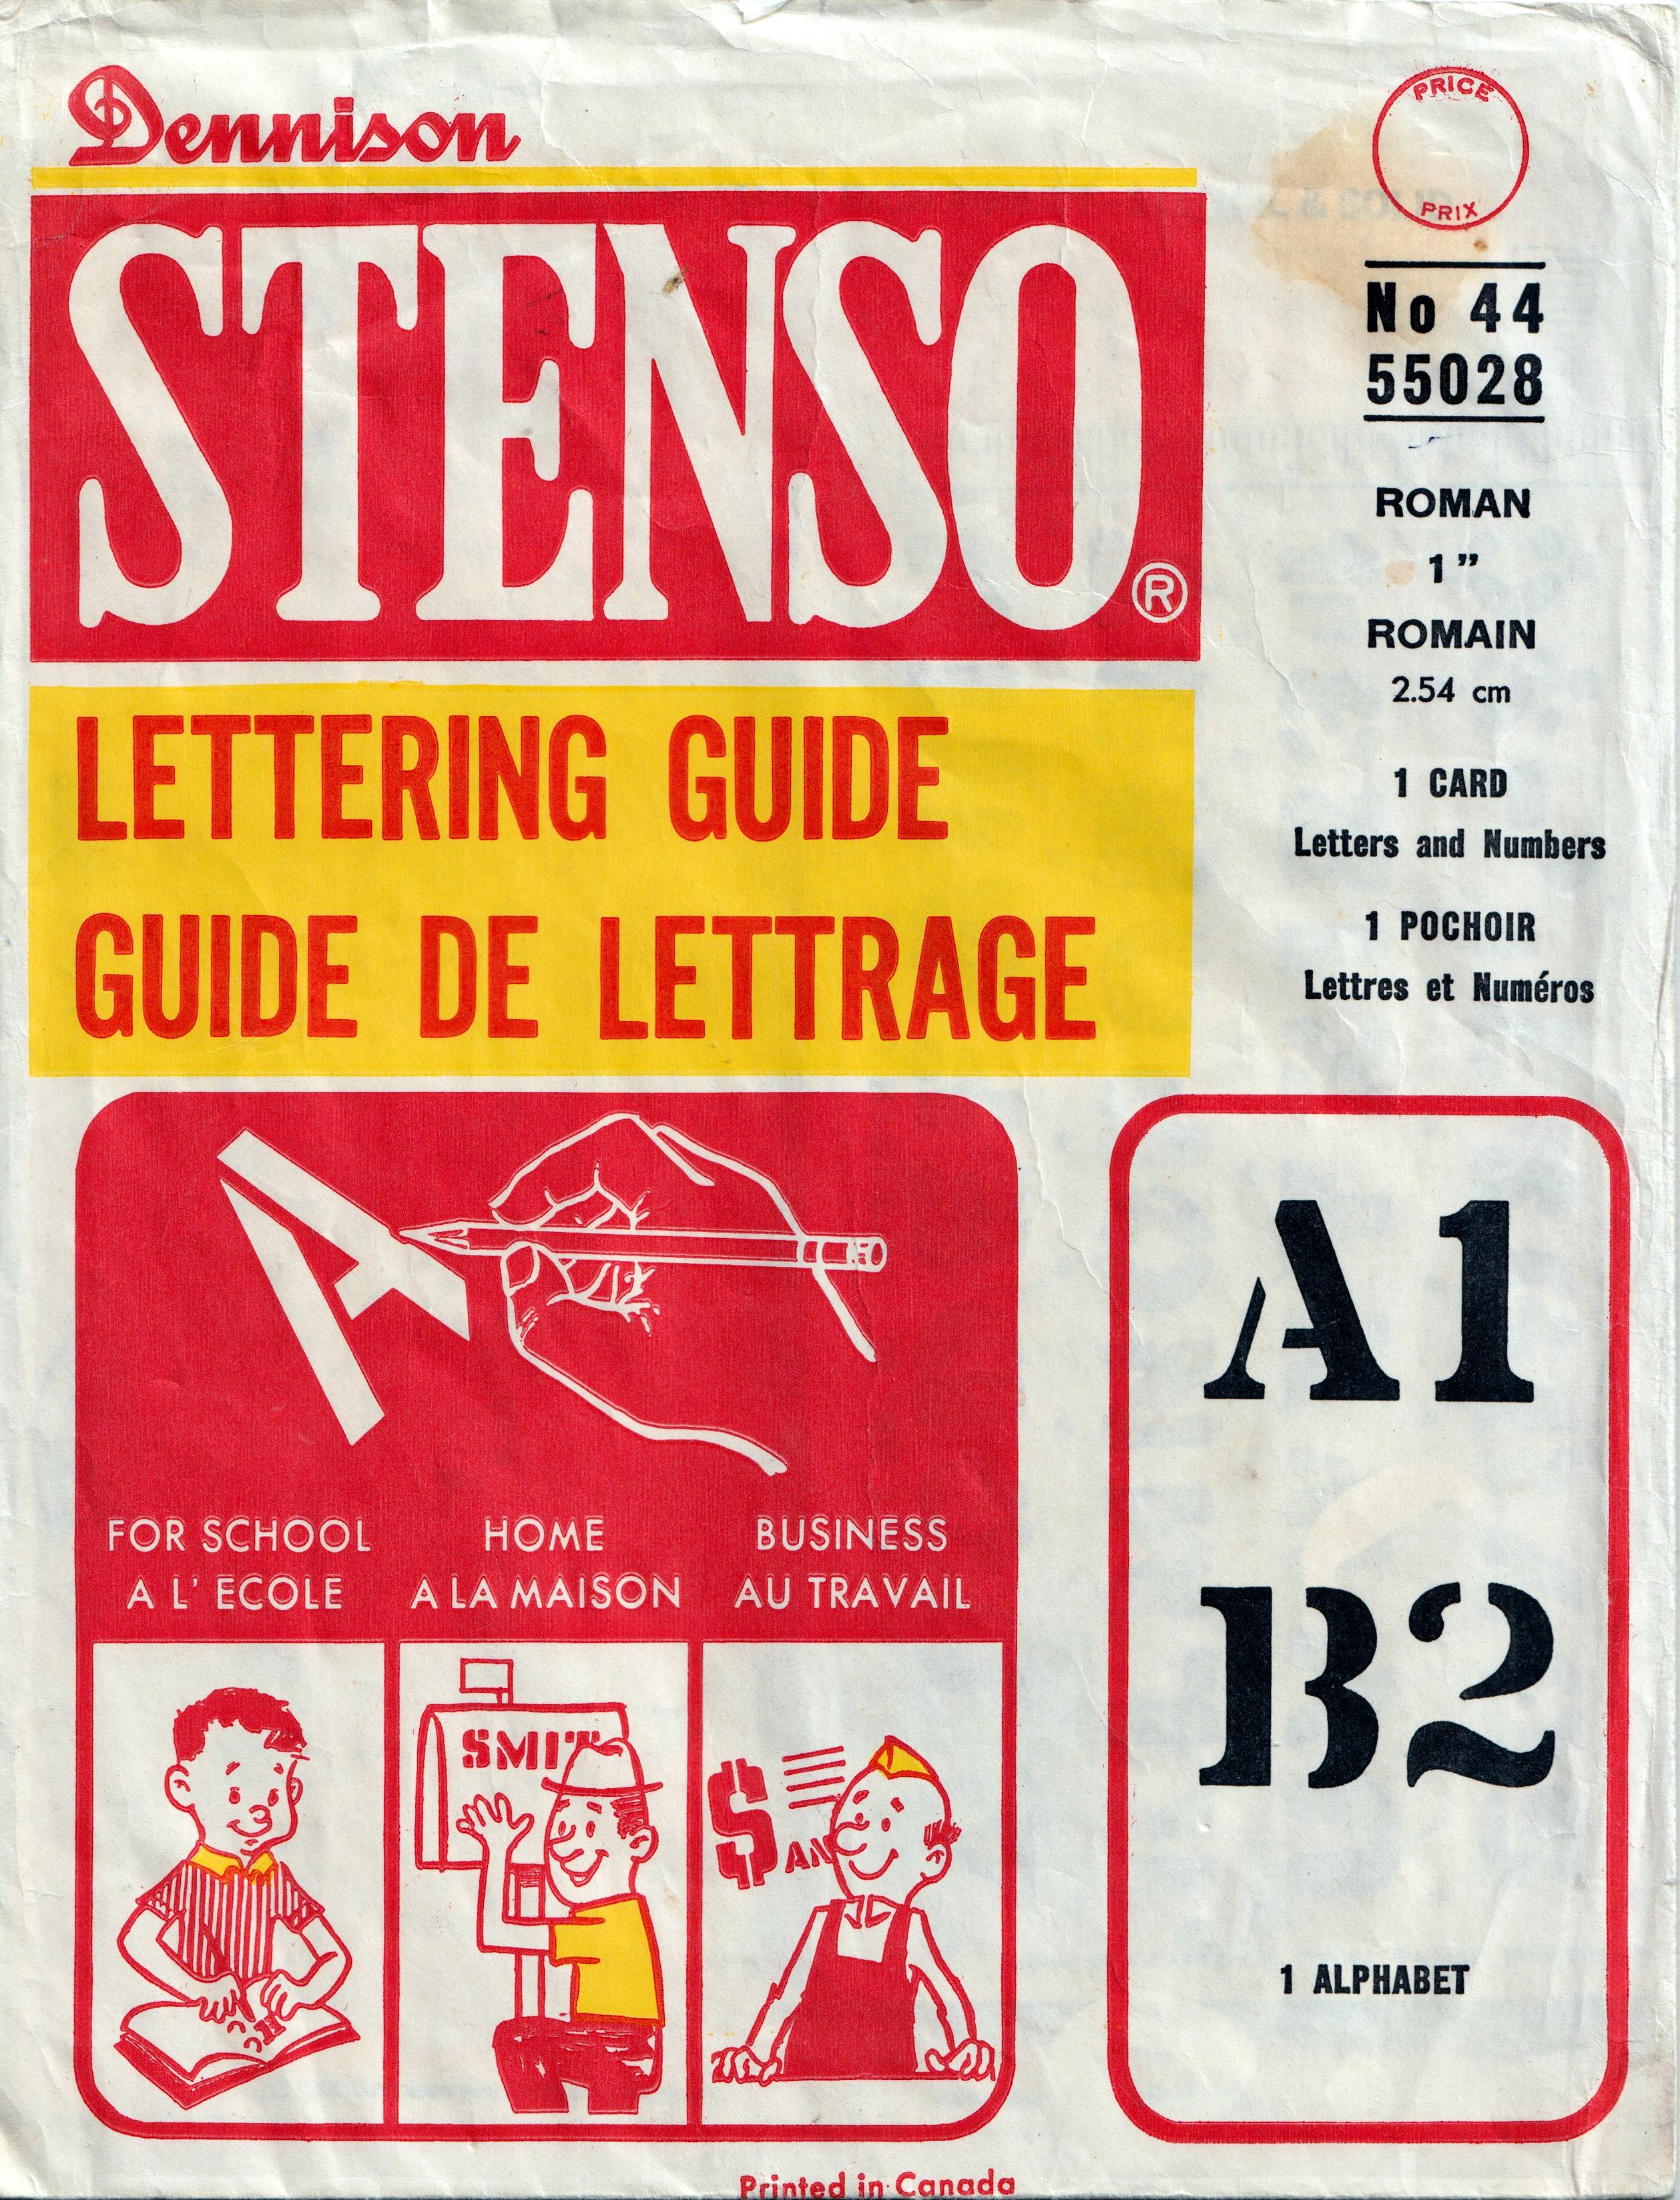 Dennison
STENSO®
LETTERING GUIDE
GUIDE DE LETTRAGE
PRICE
PRIX
No 44
55028
ROMAN
1”
ROMAIN
2.54 cm
1 CARD
Letters and Numbers
1 POCHOIR
Lettres et Numéros
A
FOR SCHOOL
A L' ECOLE
HOME
A LA MAISON
BUSINESS
AU TRAVAIL
SMIT
$
AN
A1
B2
1 ALPHABET
Printed in Canada